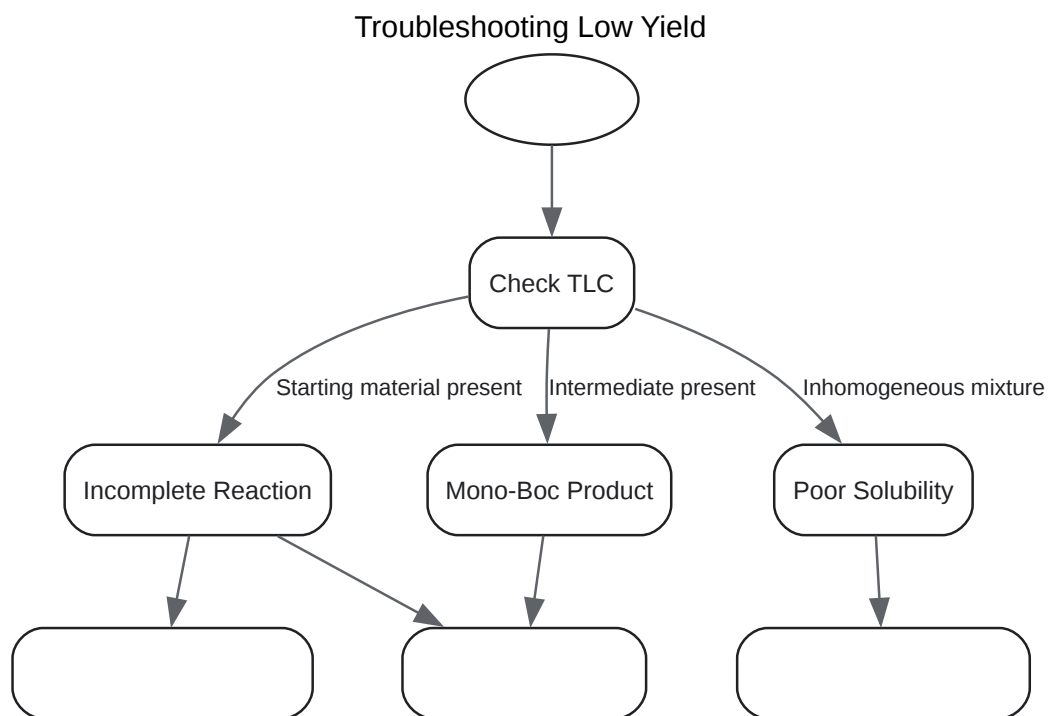 Troubleshooting Low Yield
Check TLC
Starting material present
Intermediate present
Inhomogeneous mixture
Incomplete Reaction
Mono-Boc Product
Poor Solubility